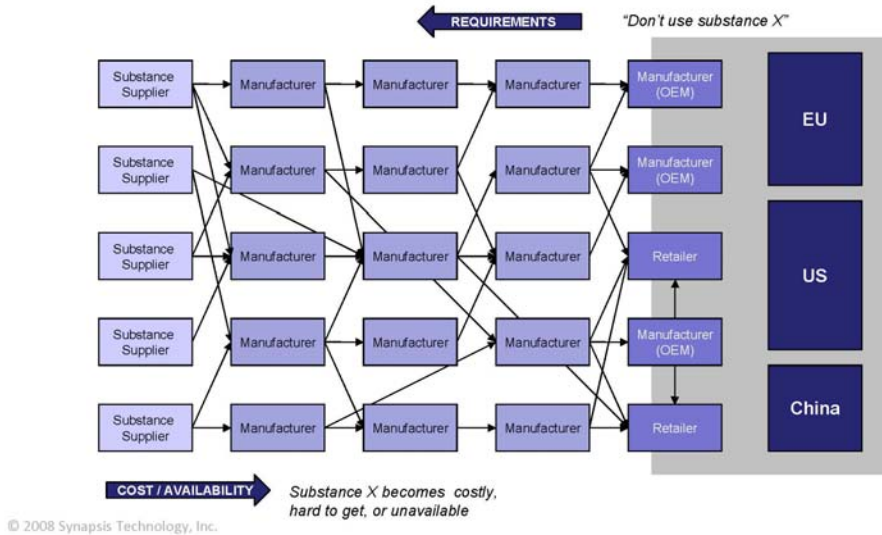 REQUIREMENTS
“Don’t use substance X”
Substance
Supplier
Manufacturer
Manufacturer
Manufacturer
Manufacturer
(OEM)
EU
Substance
Supplier
Manufacturer
Manufacturer
Manufacturer
Manufacturer
(OEM)
Substance
Supplier
Manufacturer
Manufacturer
Manufacturer
Retailer
US
Substance
Supplier
Manufacturer
Manufacturer
Manufacturer
Manufacturer
(OEM)
Substance
Supplier
Manufacturer
Manufacturer
Manufacturer
Retailer
China
COST / AVAILABILITY
Substance X becomes costly,
hard to get, or unavailable
© 2008 Synapsis Technology, Inc.